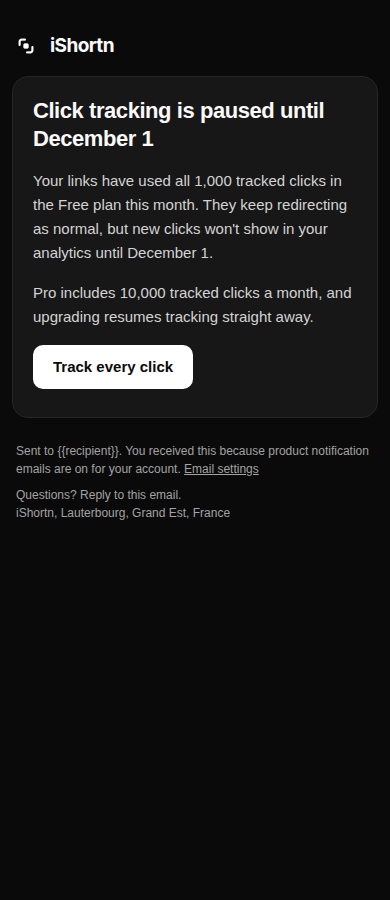 iShortn
Click tracking is paused until
December 1
Your links have used all 1,000 tracked clicks in
the Free plan this month. They keep redirecting
as normal, but new clicks won't show in your
analytics until December 1.
Pro includes 10,000 tracked clicks a month, and
upgrading resumes tracking straight away.
Track every click
Sent to {{recipient}}. You received this because product notification
emails are on for your account. Email settings
Questions? Reply to this email.
iShortn, Lauterbourg, Grand Est, France